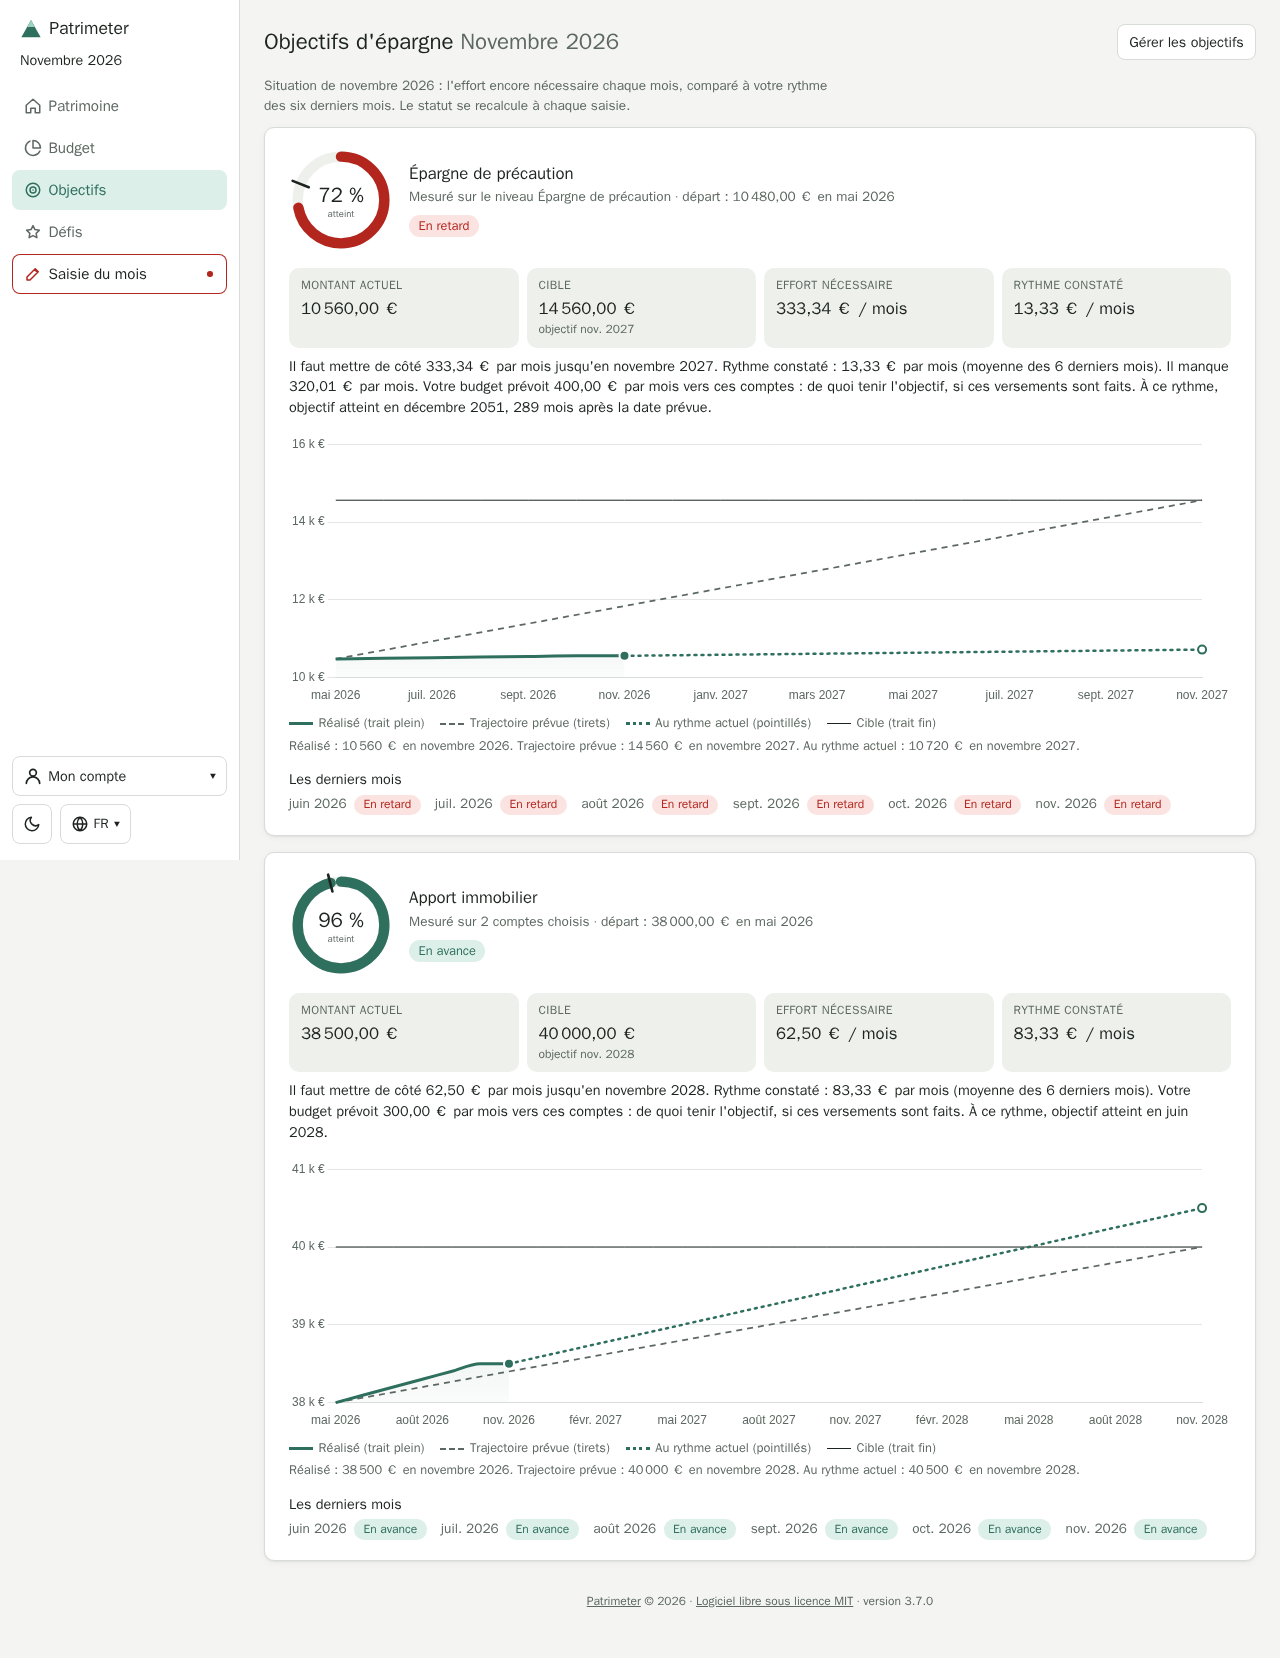 Patrimeter
Novembre 2026
Patrimoine
Budget
Objectifs
Défis
Saisie du mois
Mon compte
FR
Objectifs d'épargne Novembre 2026
Gérer les objectifs
Situation de novembre 2026 : l'effort encore nécessaire chaque mois, comparé à votre rythme
des six derniers mois. Le statut se recalcule à chaque saisie.
72 %
atteint
Épargne de précaution
Mesuré sur le niveau Épargne de précaution · départ : 10 480,00 € en mai 2026
En retard
MONTANT ACTUEL
10 560,00 €
CIBLE
14 560,00 €
objectif nov. 2027
EFFORT NÉCESSAIRE
333,34 € / mois
RYTHME CONSTATÉ
13,33 € / mois
Il faut mettre de côté 333,34 € par mois jusqu'en novembre 2027. Rythme constaté : 13,33 € par mois (moyenne des 6 derniers mois). Il manque
320,01 € par mois. Votre budget prévoit 400,00 € par mois vers ces comptes : de quoi tenir l'objectif, si ces versements sont faits. À ce rythme,
objectif atteint en décembre 2051, 289 mois après la date prévue.
16 k €
14 k €
12 k €
10 k €
mai 2026 juil. 2026 sept. 2026 nov. 2026 janv. 2027 mars 2027 mai 2027 juil. 2027 sept. 2027 nov. 2027
Réalisé (trait plein) Trajectoire prévue (tirets) Au rythme actuel (pointillés) Cible (trait fin)
Réalisé : 10 560 € en novembre 2026. Trajectoire prévue : 14 560 € en novembre 2027. Au rythme actuel : 10 720 € en novembre 2027.
Les derniers mois
juin 2026 En retard juil. 2026 En retard août 2026 En retard sept. 2026 En retard oct. 2026 En retard nov. 2026 En retard
96 %
atteint
Apport immobilier
Mesuré sur 2 comptes choisis · départ : 38 000,00 € en mai 2026
En avance
MONTANT ACTUEL
38 500,00 €
CIBLE
40 000,00 €
objectif nov. 2028
EFFORT NÉCESSAIRE
62,50 € / mois
RYTHME CONSTATÉ
83,33 € / mois
Il faut mettre de côté 62,50 € par mois jusqu'en novembre 2028. Rythme constaté : 83,33 € par mois (moyenne des 6 derniers mois). Votre
budget prévoit 300,00 € par mois vers ces comptes : de quoi tenir l'objectif, si ces versements sont faits. À ce rythme, objectif atteint en juin
2028.
41 k €
40 k €
39 k €
38 k €
mai 2026 août 2026 nov. 2026 févr. 2027 mai 2027 août 2027 nov. 2027 févr. 2028 mai 2028 août 2028 nov. 2028
Réalisé (trait plein) Trajectoire prévue (tirets) Au rythme actuel (pointillés) Cible (trait fin)
Réalisé : 38 500 € en novembre 2026. Trajectoire prévue : 40 000 € en novembre 2028. Au rythme actuel : 40 500 € en novembre 2028.
Les derniers mois
juin 2026 En avance juil. 2026 En avance août 2026 En avance sept. 2026 En avance oct. 2026 En avance nov. 2026 En avance
Patrimeter © 2026 · Logiciel libre sous licence MIT · version 3.7.0